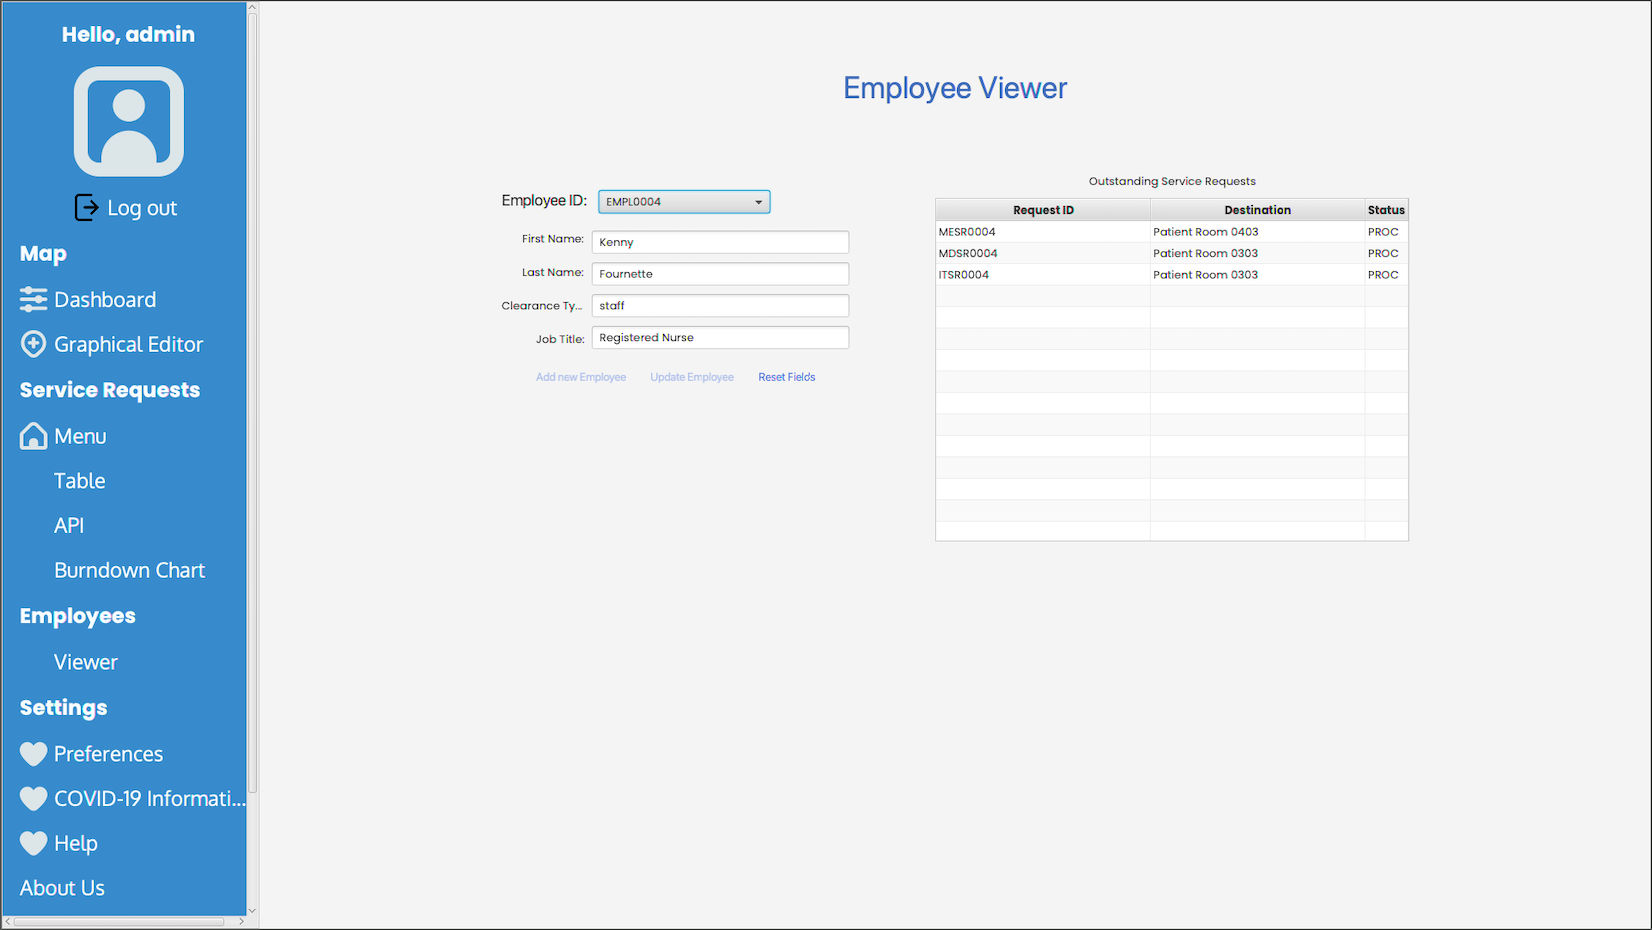 Hello, admin
Log out
Map
Dashboard
Graphical Editor
Service Requests
Menu
Table
API
Burndown Chart
Employees
Viewer
Settings
Preferences
COVID-19 Informati...
Help
About Us
Employee Viewer
Employee ID: EMPL0004
First Name: Kenny
Last Name: Fournette
Clearance Ty... staff
Job Title: Registered Nurse
Add new Employee Update Employee Reset Fields
Outstanding Service Requests
Request ID Destination Status
MESR0004 Patient Room 0403 PROC
MDSR0004 Patient Room 0303 PROC
ITSR0004 Patient Room 0303 PROC